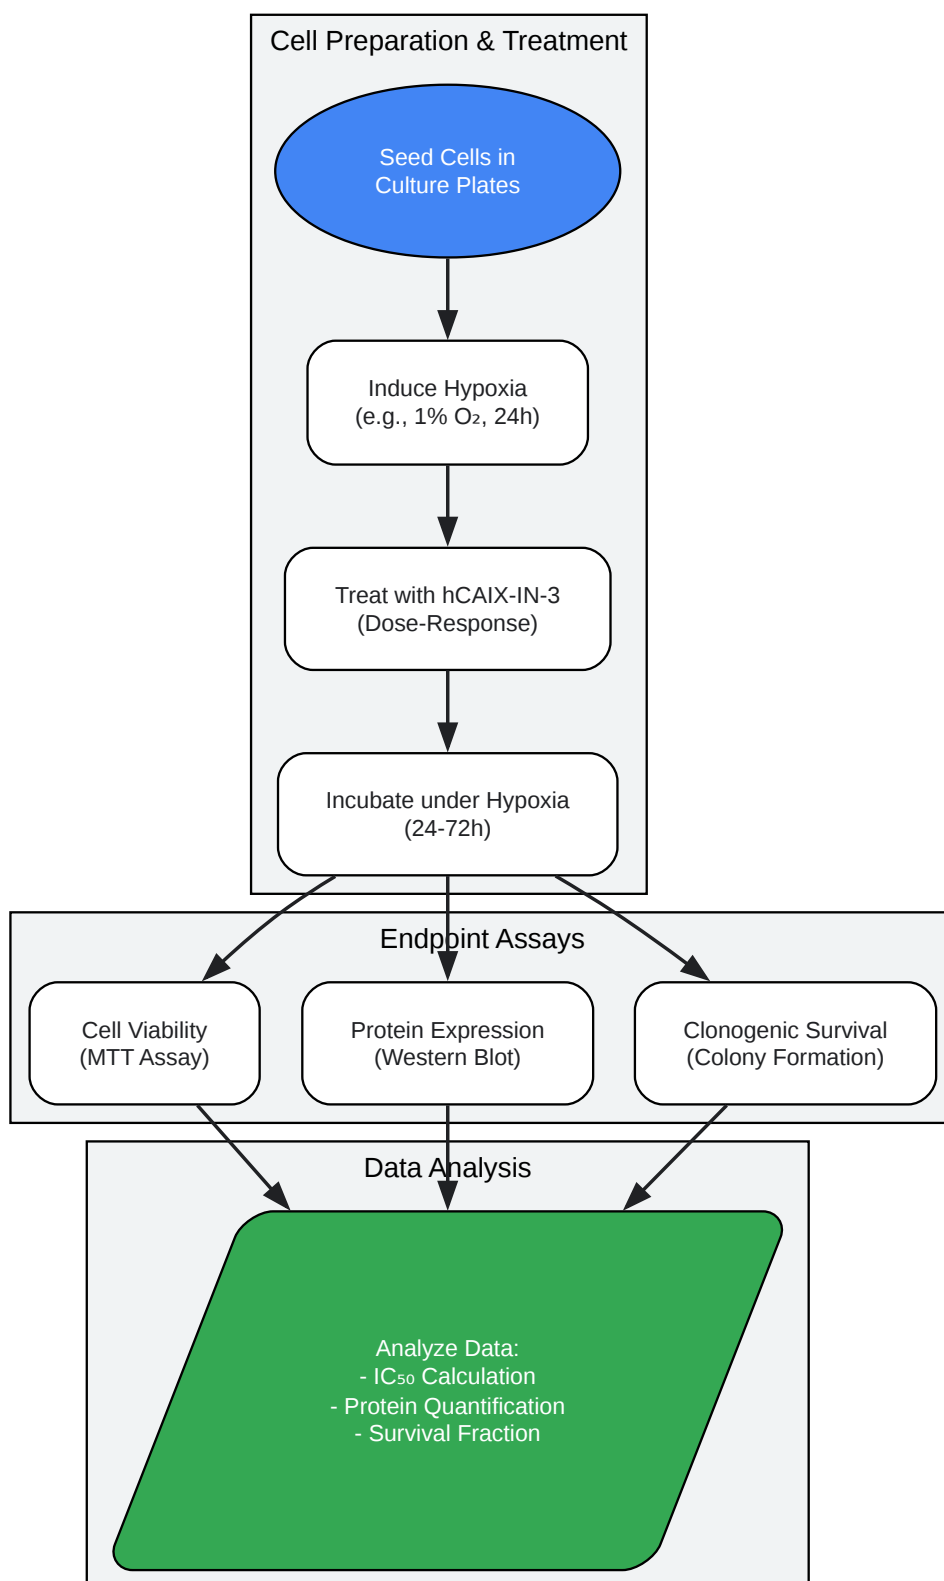 Cell Preparation & Treatment
Seed Cells in
Culture Plates
Induce Hypoxia
(e.g., 1% O₂, 24h)
Treat with hCAIX-IN-3
(Dose-Response)
Incubate under Hypoxia
(24-72h)
Endpoint Assays
Cell Viability
(MTT Assay)
Protein Expression
(Western Blot)
Clonogenic Survival
(Colony Formation)
Data Analysis
Analyze Data:
- IC₅₀ Calculation
- Protein Quantification
- Survival Fraction